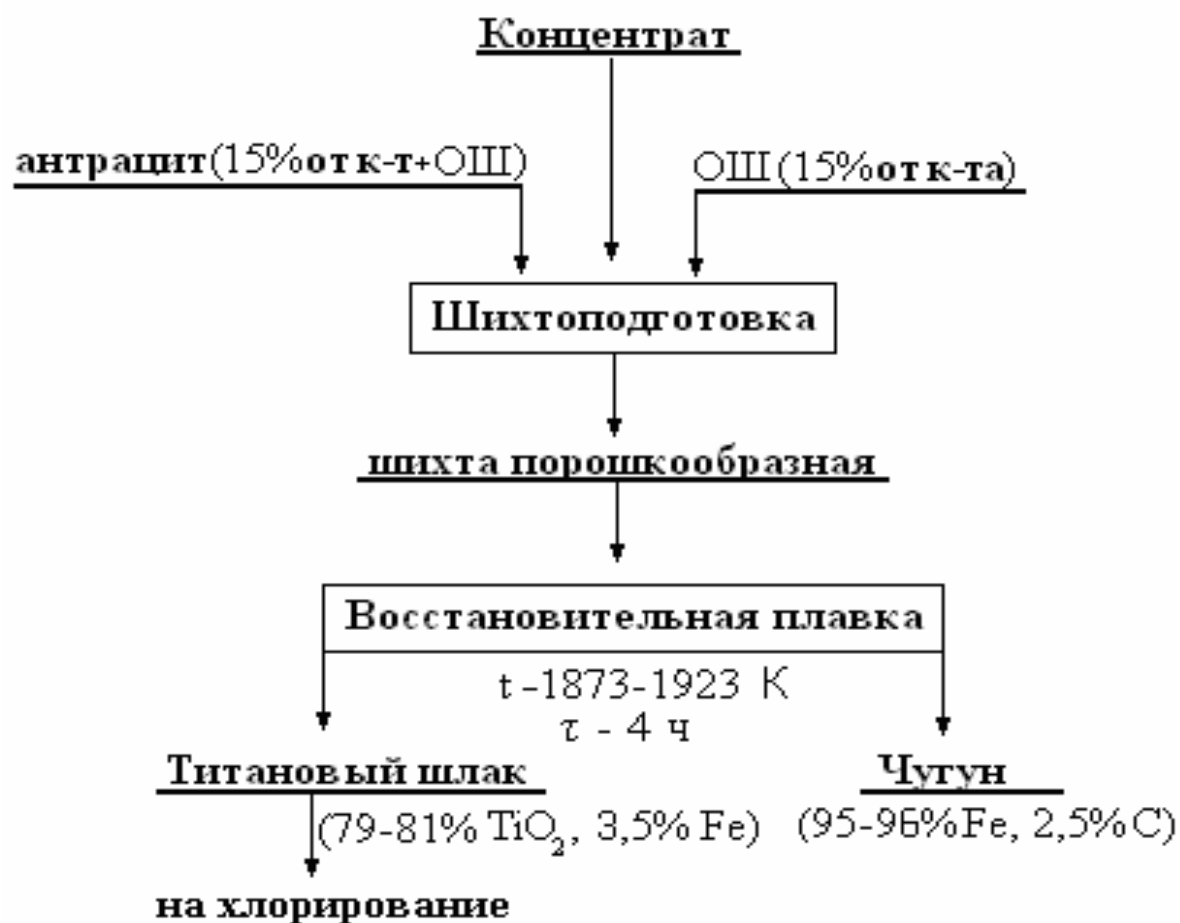 Концентрат
антрацит(15%от к-т+ОШ)
ОШ(15%от к-та)
Шихтоподготовка
шихта порошкообразная
Восстановительная плавка
t-1873-1923 К
τ - 4 ч
Титановый шлак
Чугун
(79-81% TiO₂, 3,5% Fe)
(95-96%Fe, 2,5%C)
на хлорирование